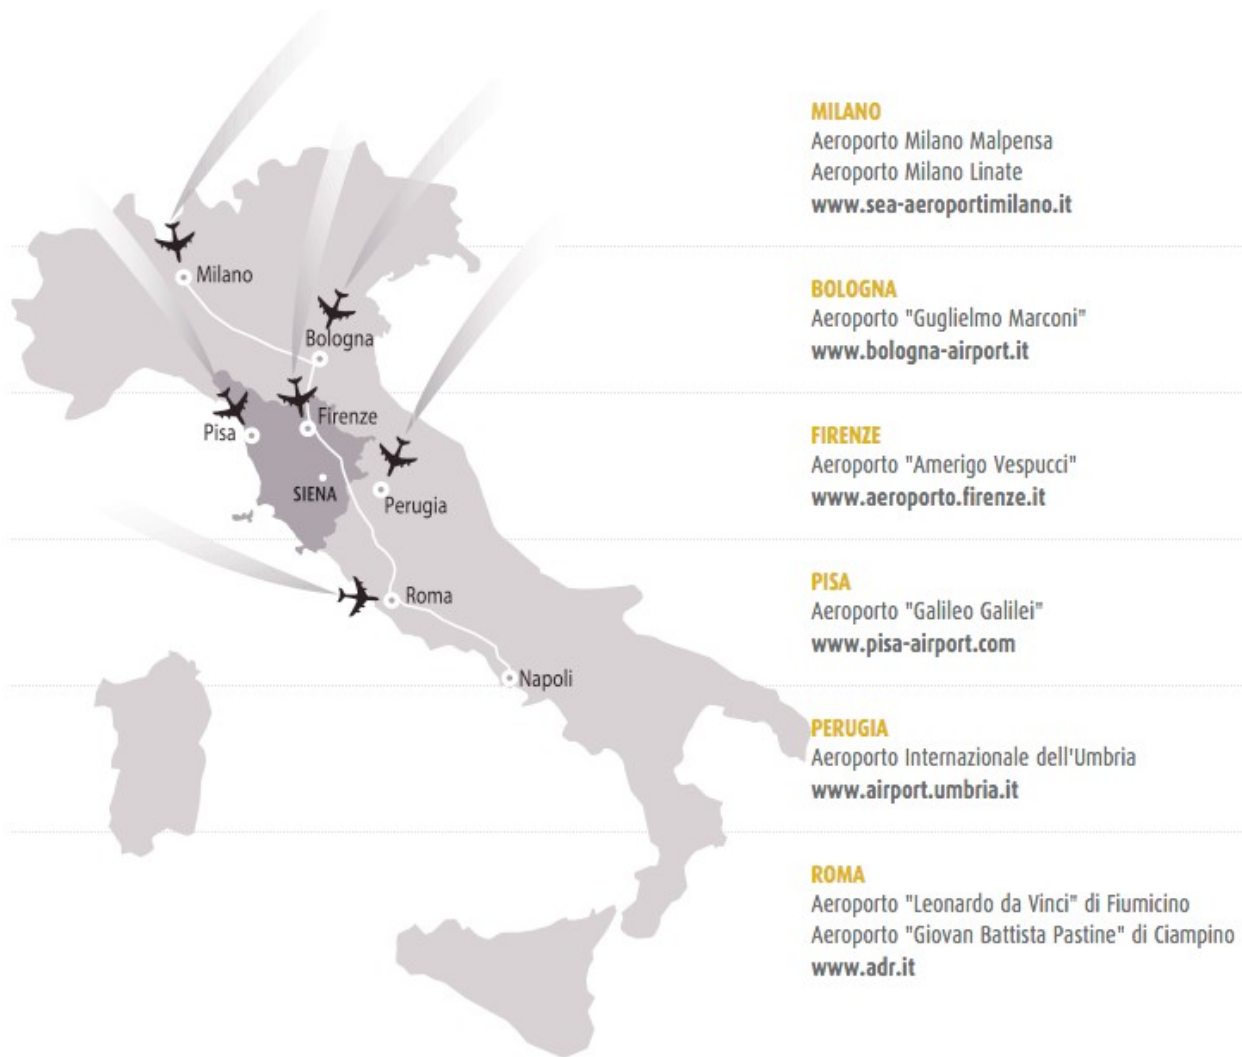 Milano
Bologna
Firenze
Pisa
SIENA
Perugia
Roma
Napoli
MILANO
Aeroporto Milano Malpensa
Aeroporto Milano Linate
www.sea-aeroportimilano.it
BOLOGNA
Aeroporto "Guglielmo Marconi"
www.bologna-airport.it
FIRENZE
Aeroporto "Amerigo Vespucci"
www.aeroporto.firenze.it
PISA
Aeroporto "Galileo Galilei"
www.pisa-airport.com
PERUGIA
Aeroporto Internazionale dell'Umbria
www.airport.umbria.it
ROMA
Aeroporto "Leonardo da Vinci" di Fiumicino
Aeroporto "Giovan Battista Pastine" di Ciampino
www.adr.it